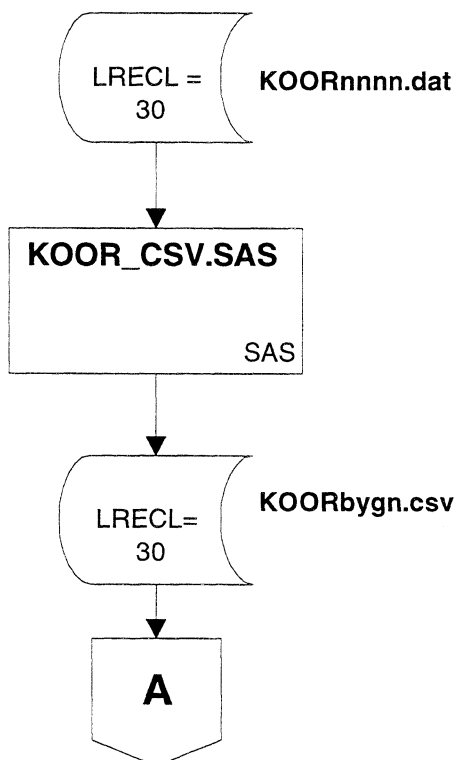 LRECL =
30
KOORnnnn.dat
KOOR_CSV.SAS
SAS
LRECL=
30
KOORbygn.csv
A